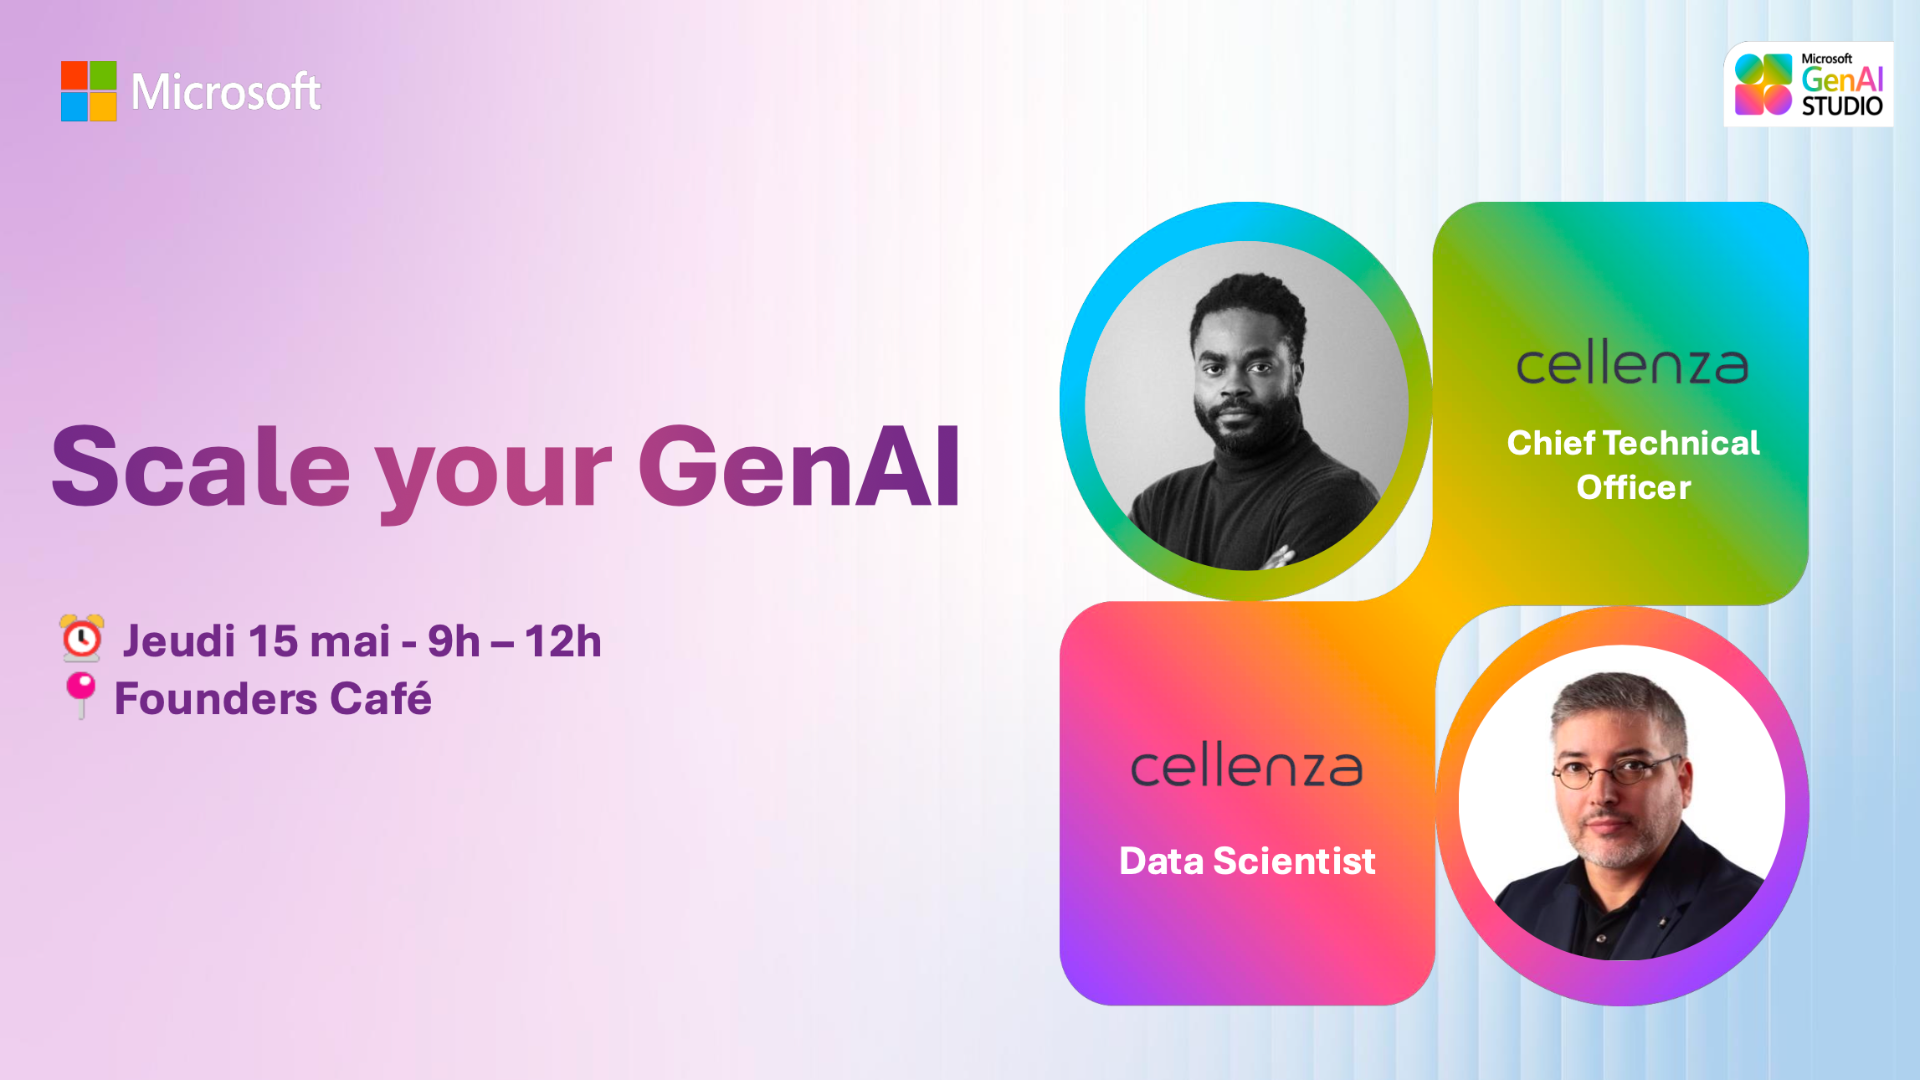 Microsoft
Microsoft
GenAI
STUDIO
Scale your GenAI
Jeudi 15 mai - 9h – 12h
Founders Café
cellenza
Chief Technical
Officer
cellenza
Data Scientist